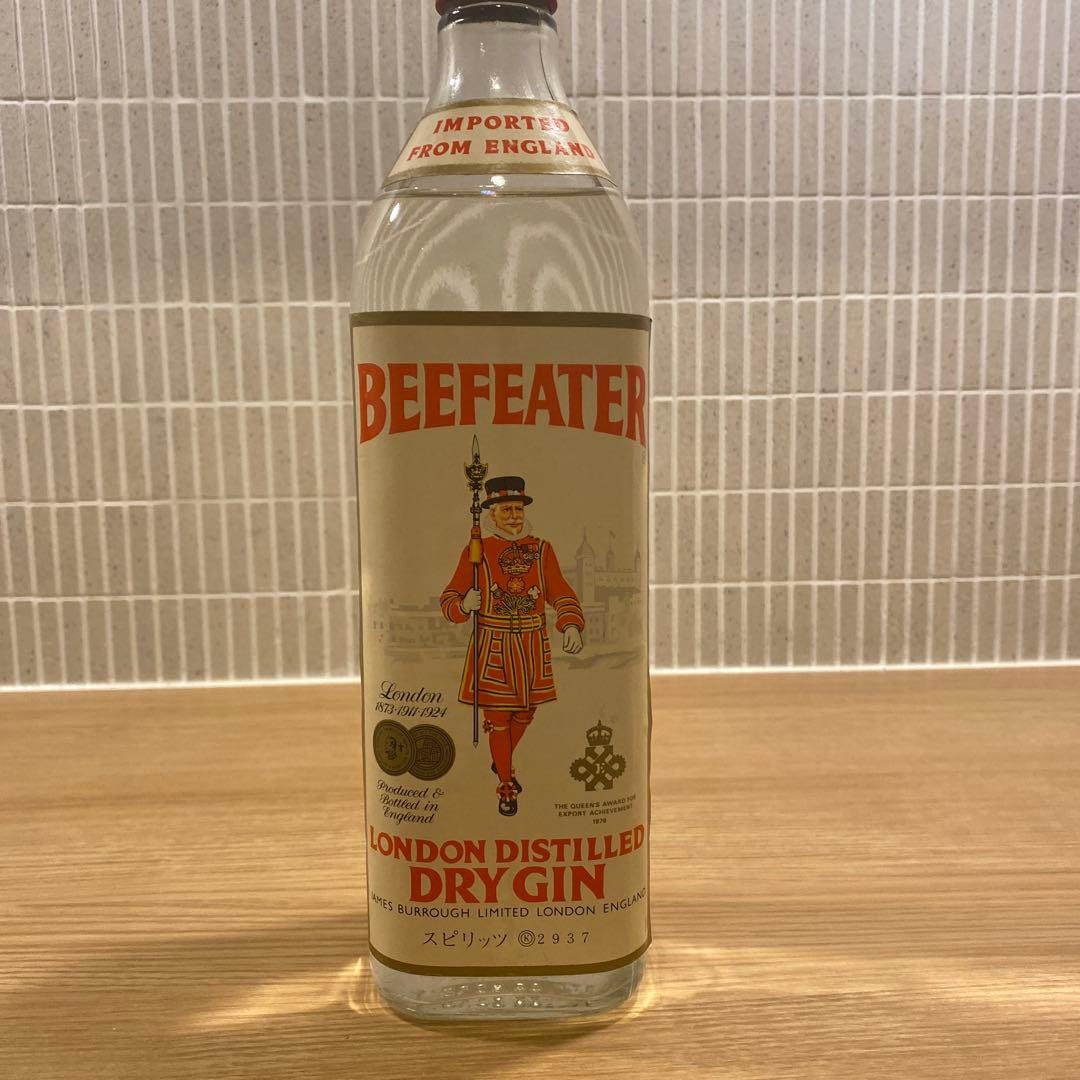 IMPORTED
FROM ENGLAND
BEEFEATER
London
1873·1911·1924
Produced &
Bottled in
England
THE QUEEN'S AWARD FOR
EXPORT ACHIEVEMENT
LONDON DISTILLED
DRY GIN
JAMES BURROUGH LIMITED LONDON ENGLAND
スピリッツ Ⓚ2937